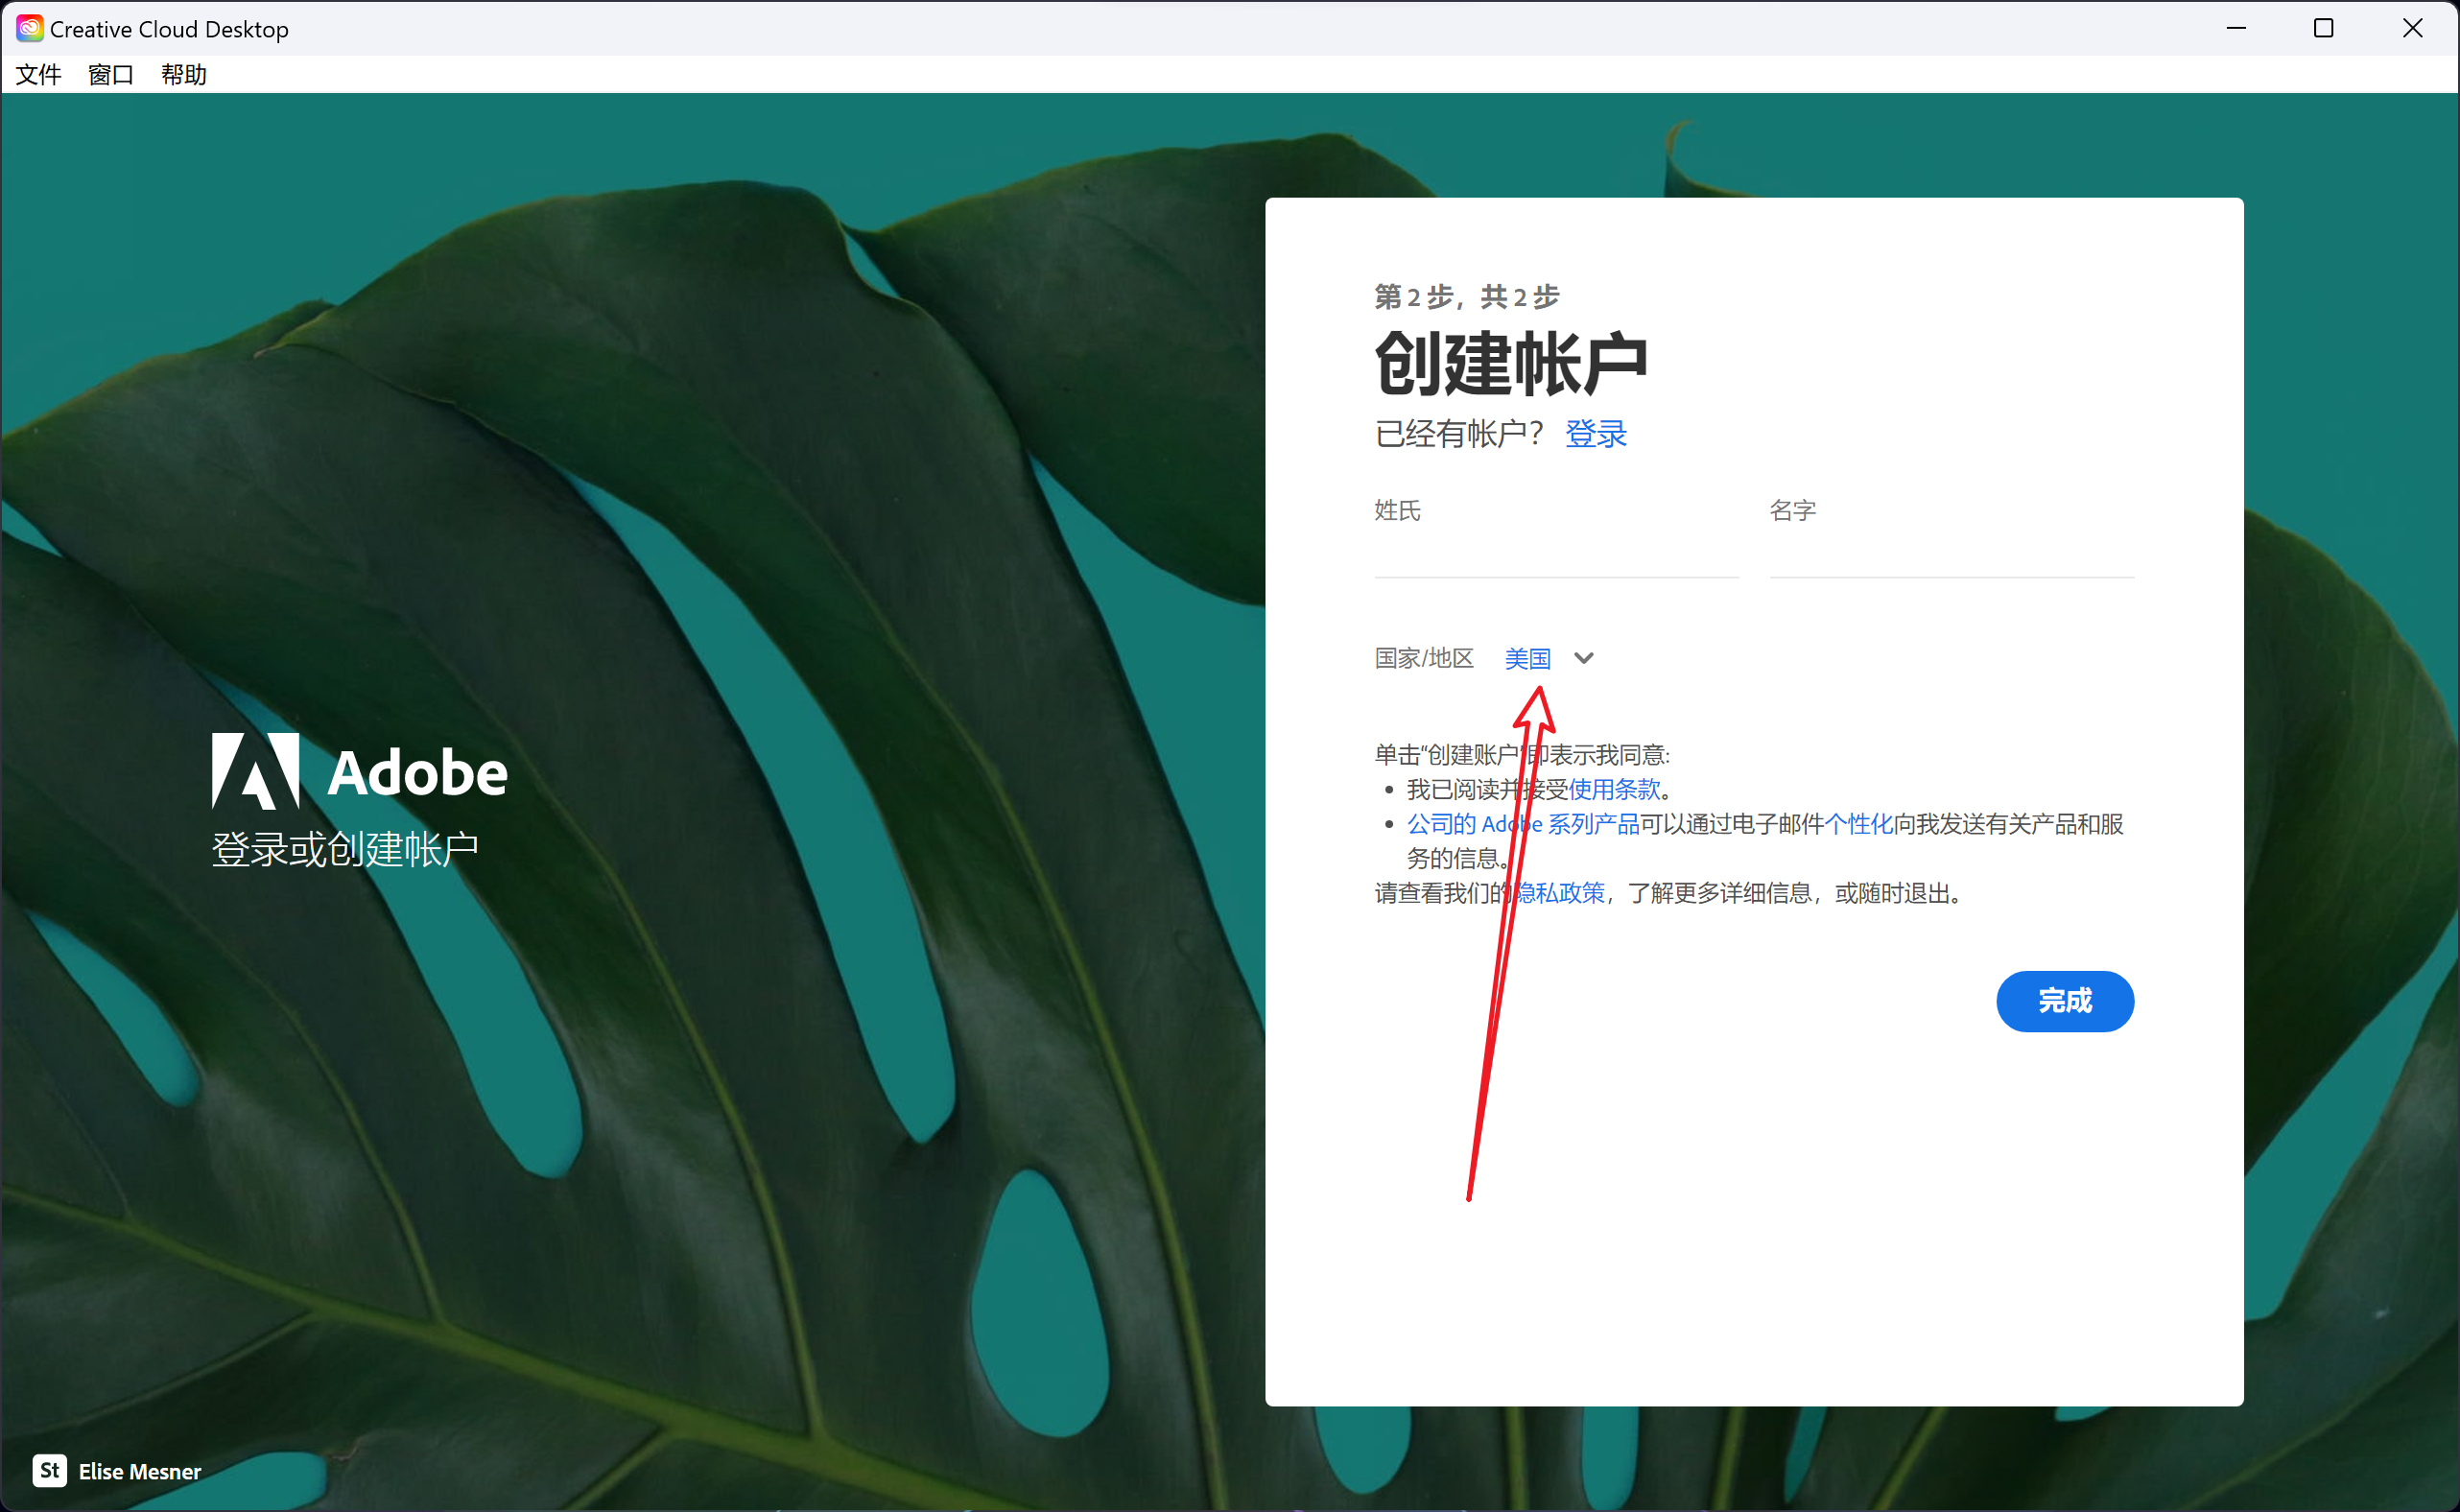 Creative Cloud Desktop
文件 窗口 帮助
第 2 步，共 2 步
创建帐户
已经有帐户？ 登录
姓氏 名字
国家/地区 美国
单击“创建账户”即表示我同意:
我已阅读并接受使用条款。
公司的 Adobe 系列产品可以通过电子邮件个性化向我发送有关产品和服
务的信息。
请查看我们的隐私政策，了解更多详细信息，或随时退出。
完成
Adobe
登录或创建帐户
St Elise Mesner